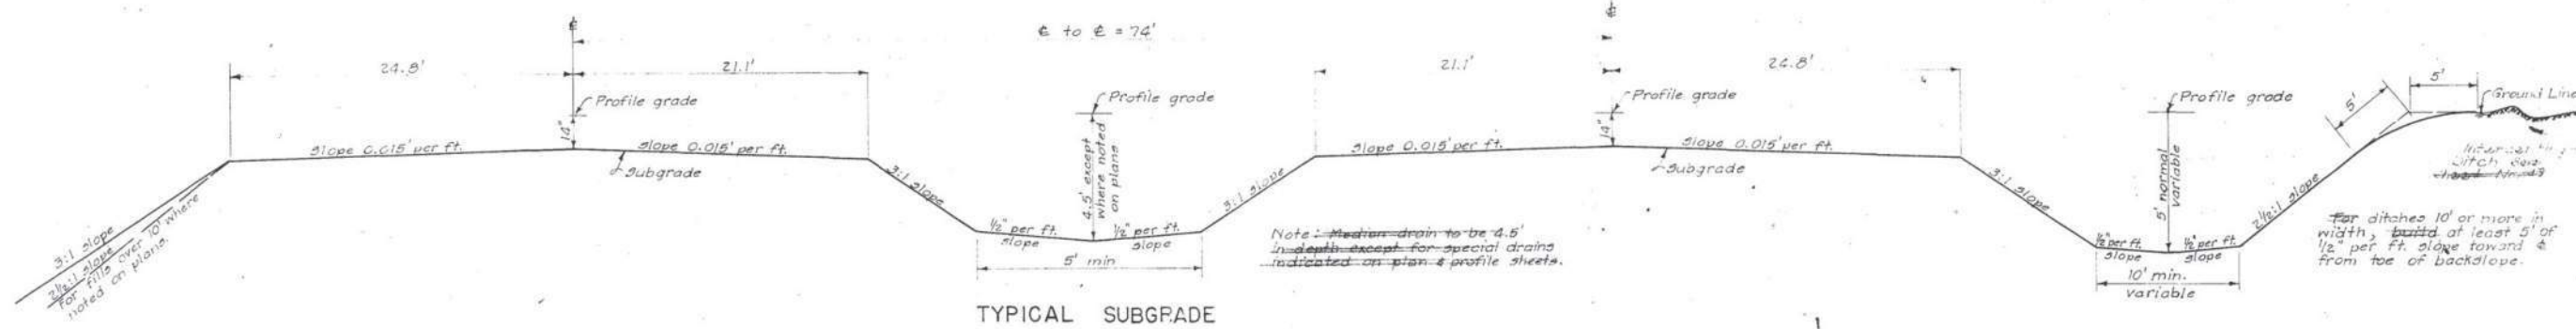 ℄
℄ to ℄ = 74'
℄
24.8'
21.1'
21.1'
24.8'
5'
5'
Profile grade
Profile grade
Profile grade
Profile grade
Ground Line
14"
14"
slope 0.015' per ft.
slope 0.015' per ft.
slope 0.015' per ft.
slope 0.015' per ft.
Subgrade
Subgrade
4.5' except
where noted
on plans
5' normal
variable
3:1 slope
2½:1 slope
for fills over 10' where
noted on plans.
3:1 slope
½" per ft.
slope
½" per ft.
slope
3:1 slope
5' min
Note: Median drain to be 4.5'
in depth except for special drains
indicated on plan & profile sheets.
3:1 slope
½" per ft.
slope
½" per ft.
slope
2½:1 slope
10' min.
variable
Ditch
For ditches 10' or more in
width, build at least 5' of
½" per ft. slope toward ℄
from toe of backslope.
TYPICAL SUBGRADE